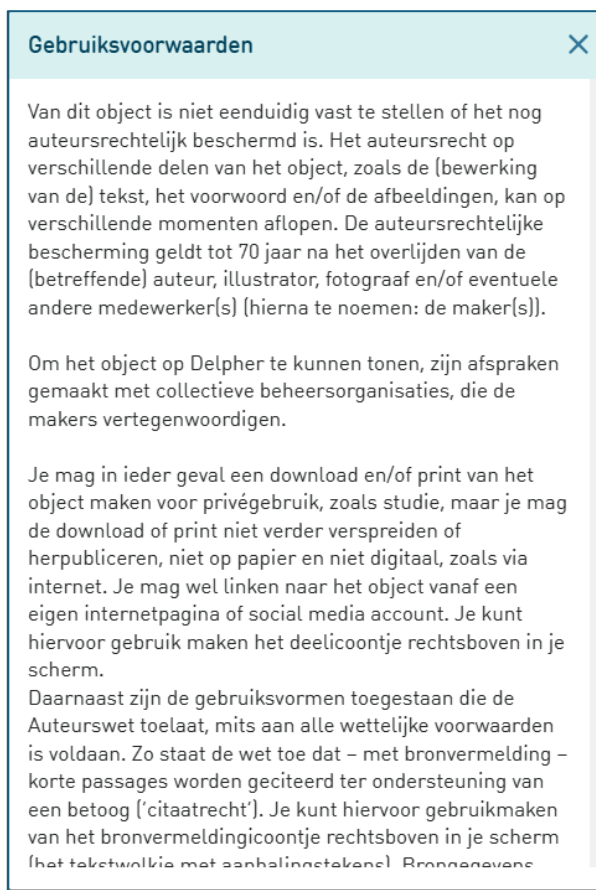 Gebruiksvoorwaarden
Van dit object is niet eenduidig vast te stellen of het nog
auteursrechtelijk beschermd is. Het auteursrecht op
verschillende delen van het object, zoals de (bewerking
van de) tekst, het voorwoord en/of de afbeeldingen, kan op
verschillende momenten aflopen. De auteursrechtelijke
bescherming geldt tot 70 jaar na het overlijden van de
(betreffende) auteur, illustrator, fotograaf en/of eventuele
andere medewerker(s) (hierna te noemen: de maker(s)).
Om het object op Delpher te kunnen tonen, zijn afspraken
gemaakt met collectieve beheersorganisaties, die de
makers vertegenwoordigen.
Je mag in ieder geval een download en/of print van het
object maken voor privégebruik, zoals studie, maar je mag
de download of print niet verder verspreiden of
herpubliceren, niet op papier en niet digitaal, zoals via
internet. Je mag wel linken naar het object vanaf een
eigen internetpagina of social media account. Je kunt
hiervoor gebruik maken het deelicoontje rechtsboven in je
scherm.
Daarnaast zijn de gebruiksvormen toegestaan die de
Auteurswet toelaat, mits aan alle wettelijke voorwaarden
is voldaan. Zo staat de wet toe dat – met bronvermelding –
korte passages worden geciteerd ter ondersteuning van
een betoog ('citaatrecht'). Je kunt hiervoor gebruikmaken
van het bronvermeldingicoontje rechtsboven in je scherm
(het tekstwolkje met aanhalingstekens). Brongegevens